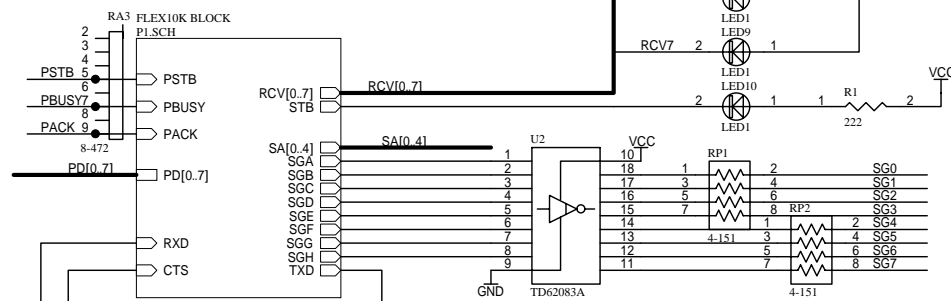 RA3 FLEX10K BLOCK
P1.SCH
LED1
LED9
2
3
4
PSTB 5
6
PBUSY 7
8
PACK 9
8-472
PD[0..7]
PSTB
PBUSY
PACK
PD[0..7]
RXD
CTS
RCV[0..7]
STB
SA[0..4]
SGA
SGB
SGC
SGD
SGE
SGF
SGG
SGH
TXD
RCV[0..7]
SA[0..4]
RCV7 2 1
LED1
LED10
2 1
LED1
1 R1 2
222
VCC
U2
1
2
3
4
5
6
7
8
9
GND
TD62083A
10 VCC
18
17
16
15
14
13
12
11
RP1
1 2 SG0
3 4 SG1
5 6 SG2
7 8 SG3
4-151
RP2
1 2 SG4
3 4 SG5
5 6 SG6
7 8 SG7
4-151